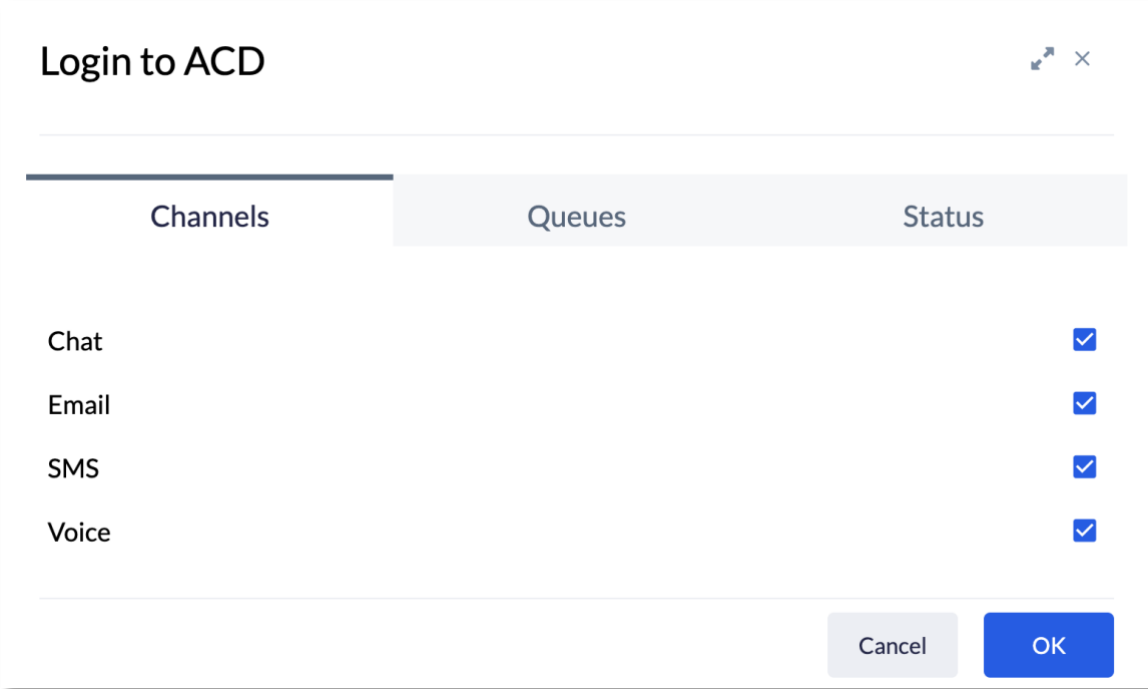 Login to ACD
Channels Queues Status
Chat
Email
SMS
Voice
Cancel OK